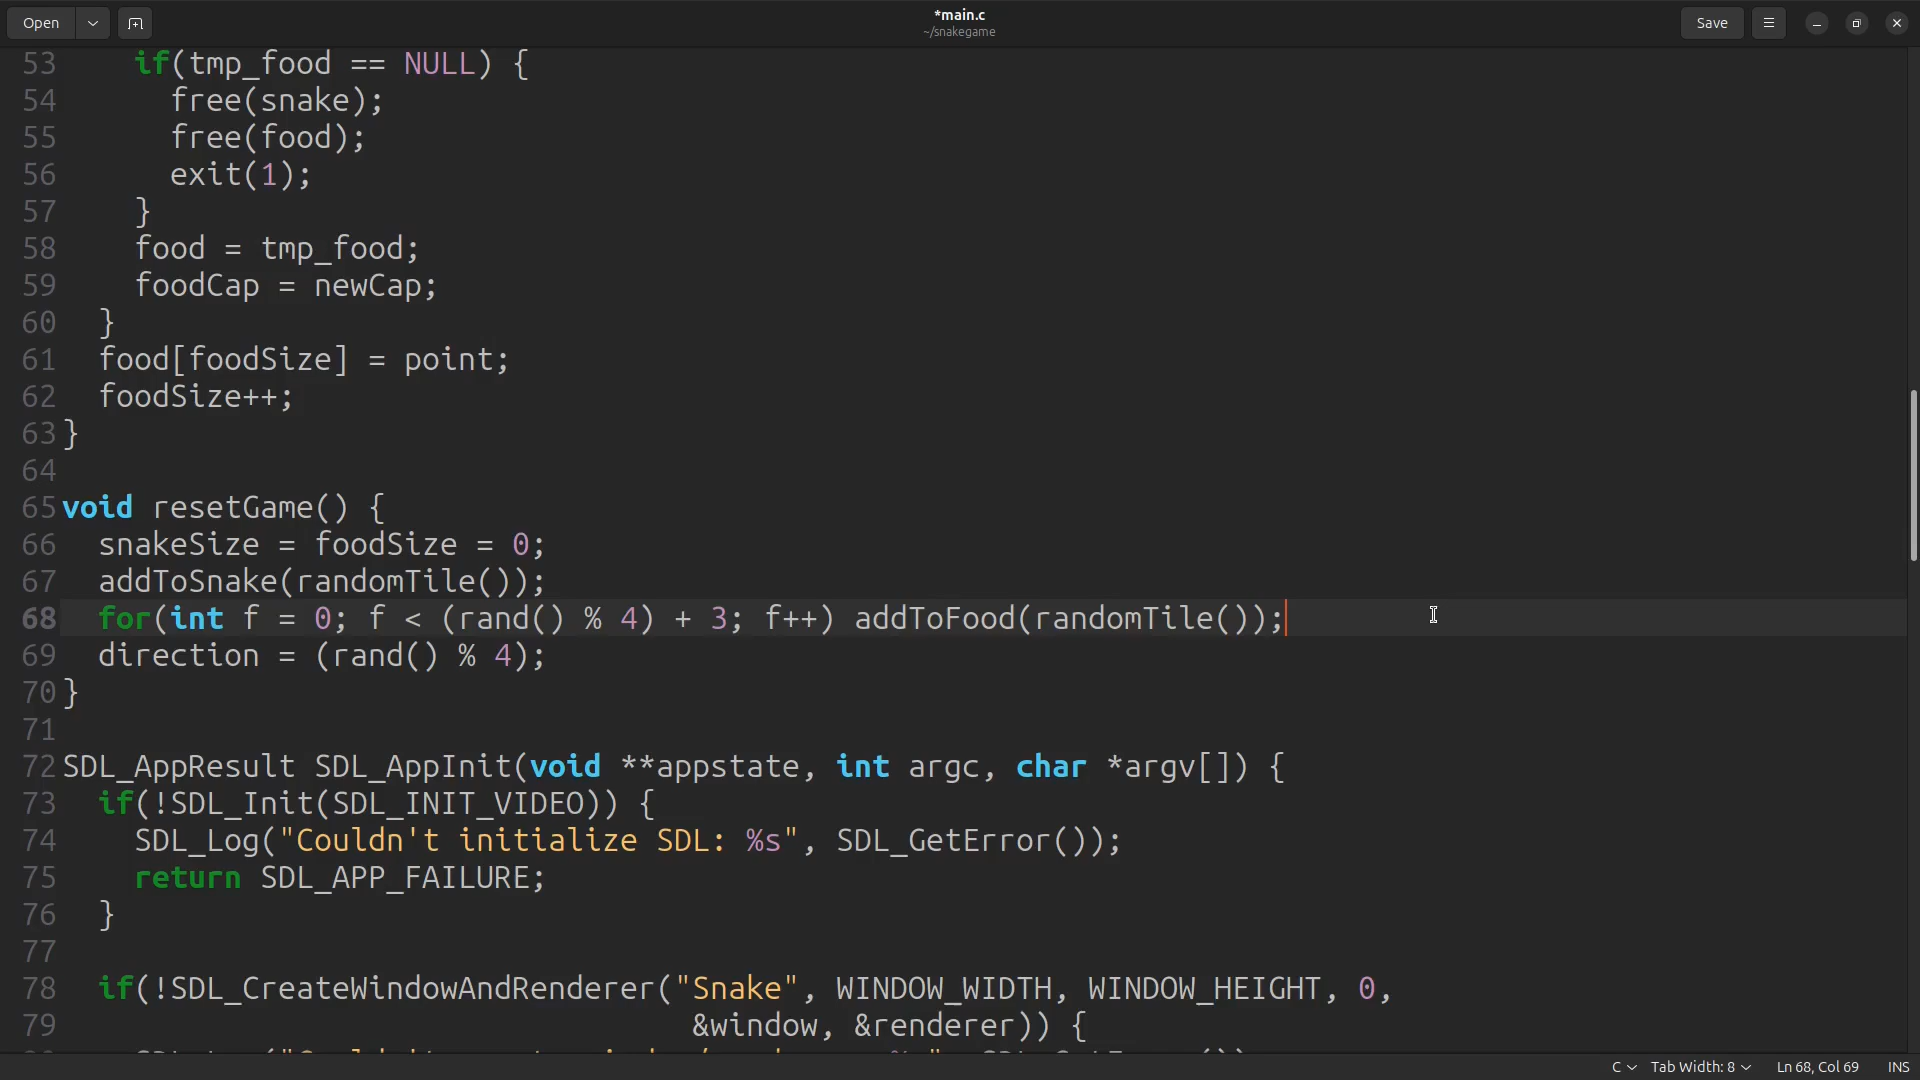 Open
*main.c
~/snakegame
Save
53 if(tmp_food == NULL) {
54 free(snake);
55 free(food);
56 exit(1);
57 }
58 food = tmp_food;
59 foodCap = newCap;
60 }
61 food[foodSize] = point;
62 foodSize++;
63 }
64
65 void resetGame() {
66 snakeSize = foodSize = 0;
67 addToSnake(randomTile());
68 for(int f = 0; f < (rand() % 4) + 3; f++) addToFood(randomTile());
69 direction = (rand() % 4);
70 }
71
72 SDL_AppResult SDL_AppInit(void **appstate, int argc, char *argv[]) {
73 if(!SDL_Init(SDL_INIT_VIDEO)) {
74 SDL_Log("Couldn't initialize SDL: %s", SDL_GetError());
75 return SDL_APP_FAILURE;
76 }
77
78 if(!SDL_CreateWindowAndRenderer("Snake", WINDOW_WIDTH, WINDOW_HEIGHT, 0,
79 &window, &renderer)) {
C Tab Width: 8 Ln 68, Col 69 INS